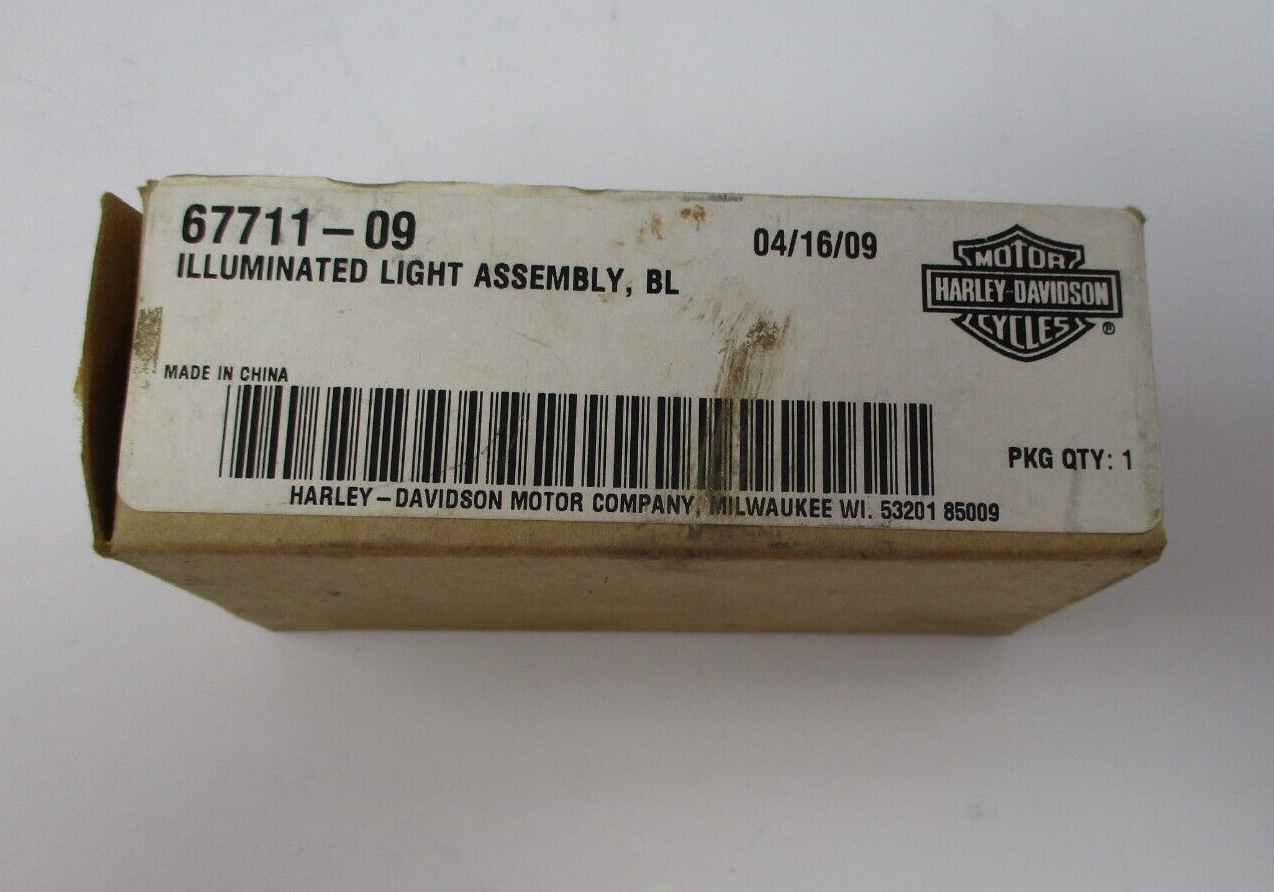 67711-09
04/16/09
ILLUMINATED LIGHT ASSEMBLY, BL
MOTOR
HARLEY-DAVIDSON
CYCLES
®
MADE IN CHINA
PKG QTY: 1
HARLEY-DAVIDSON MOTOR COMPANY, MILWAUKEE WI. 53201 85009